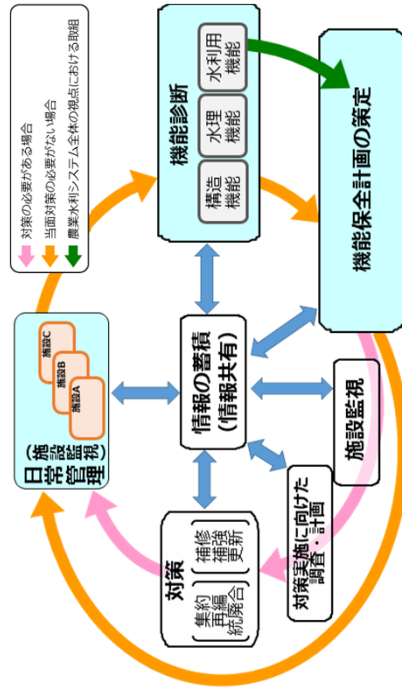 対策の必要がある場合
当面対策の必要がない場合
農業水利システム全体の視点における取組
日常管理
(施設監視)
施設A
施設B
施設C
機能診断
構造
機能
水理
機能
水利用
機能
情報の蓄積
(情報共有)
対策
集約
再編
統廃合
補修
補強
更新
対策実施に向けた
調査・計画
施設監視
機能保全計画の策定